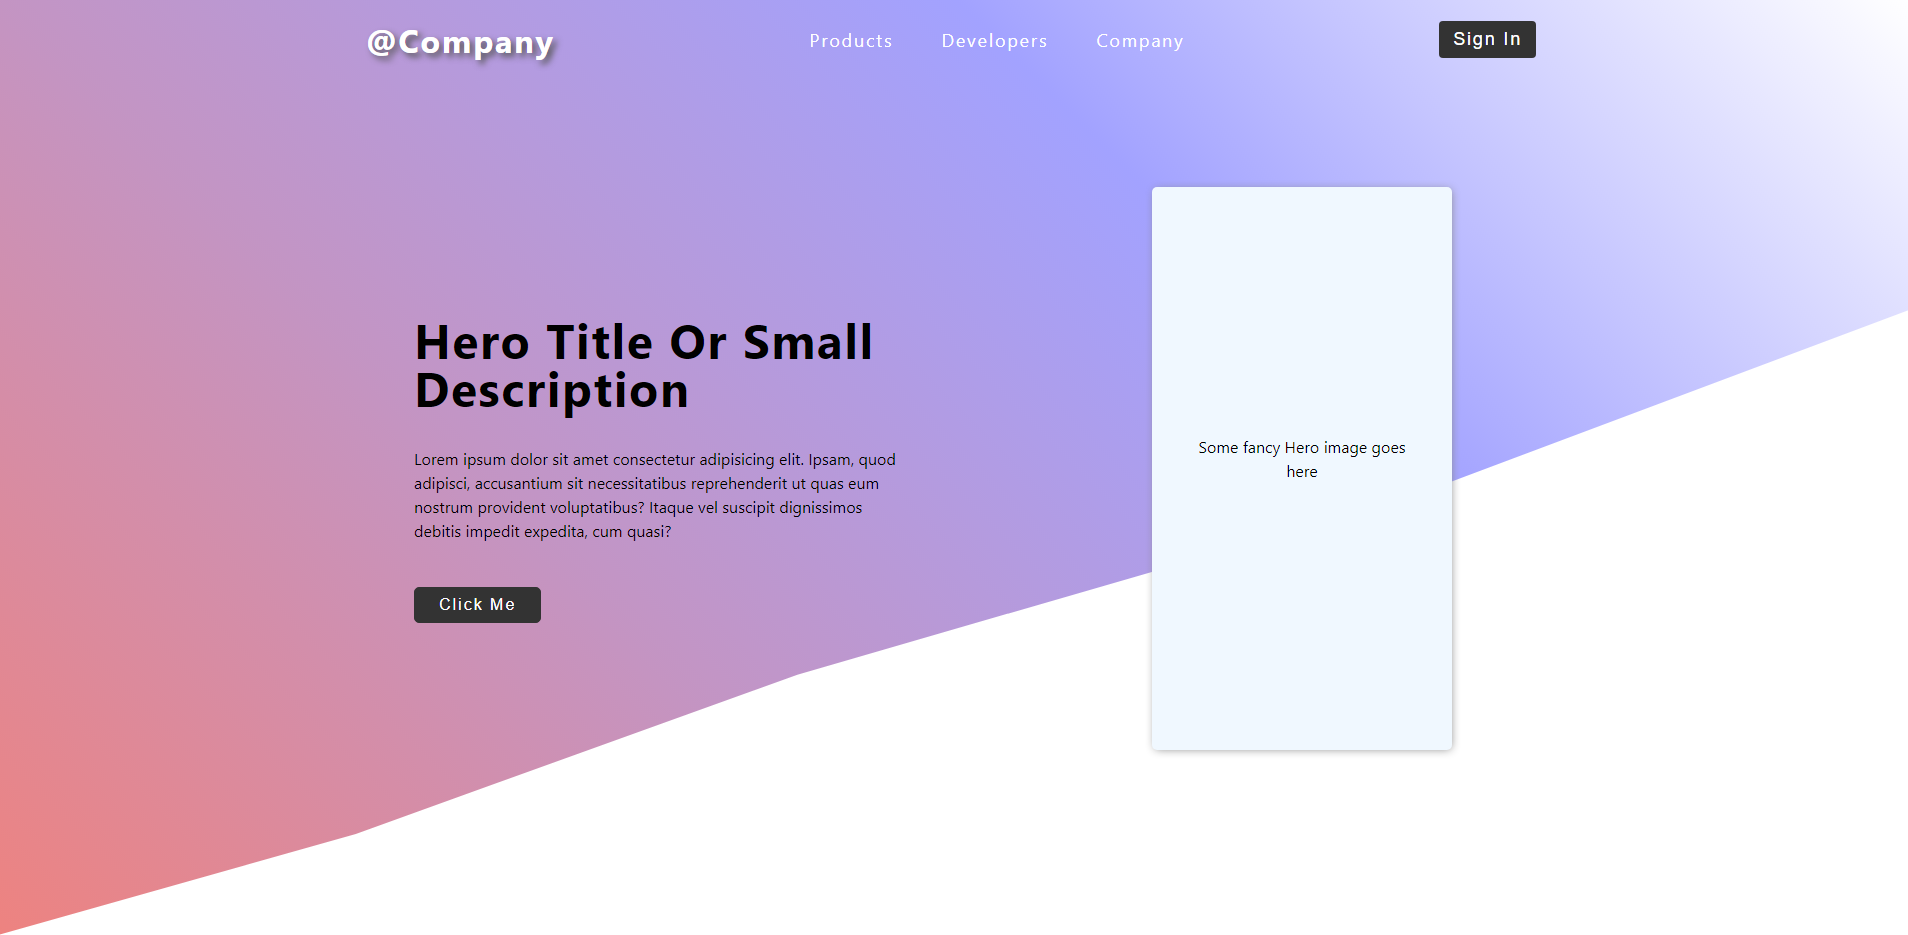 @Company
Products
Developers
Company
Sign In
Hero Title Or Small
Description
Lorem ipsum dolor sit amet consectetur adipisicing elit. Ipsam, quod
adipisci, accusantium sit necessitatibus reprehenderit ut quas eum
nostrum provident voluptatibus? Itaque vel suscipit dignissimos
debitis impedit expedita, cum quasi?
Click Me
Some fancy Hero image goes
here